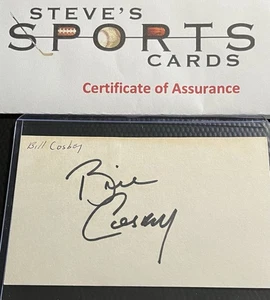 STEVE'S
SPORTS
CARDS
Certificate of Assurance
Bill Cosby
Bill
Cosby